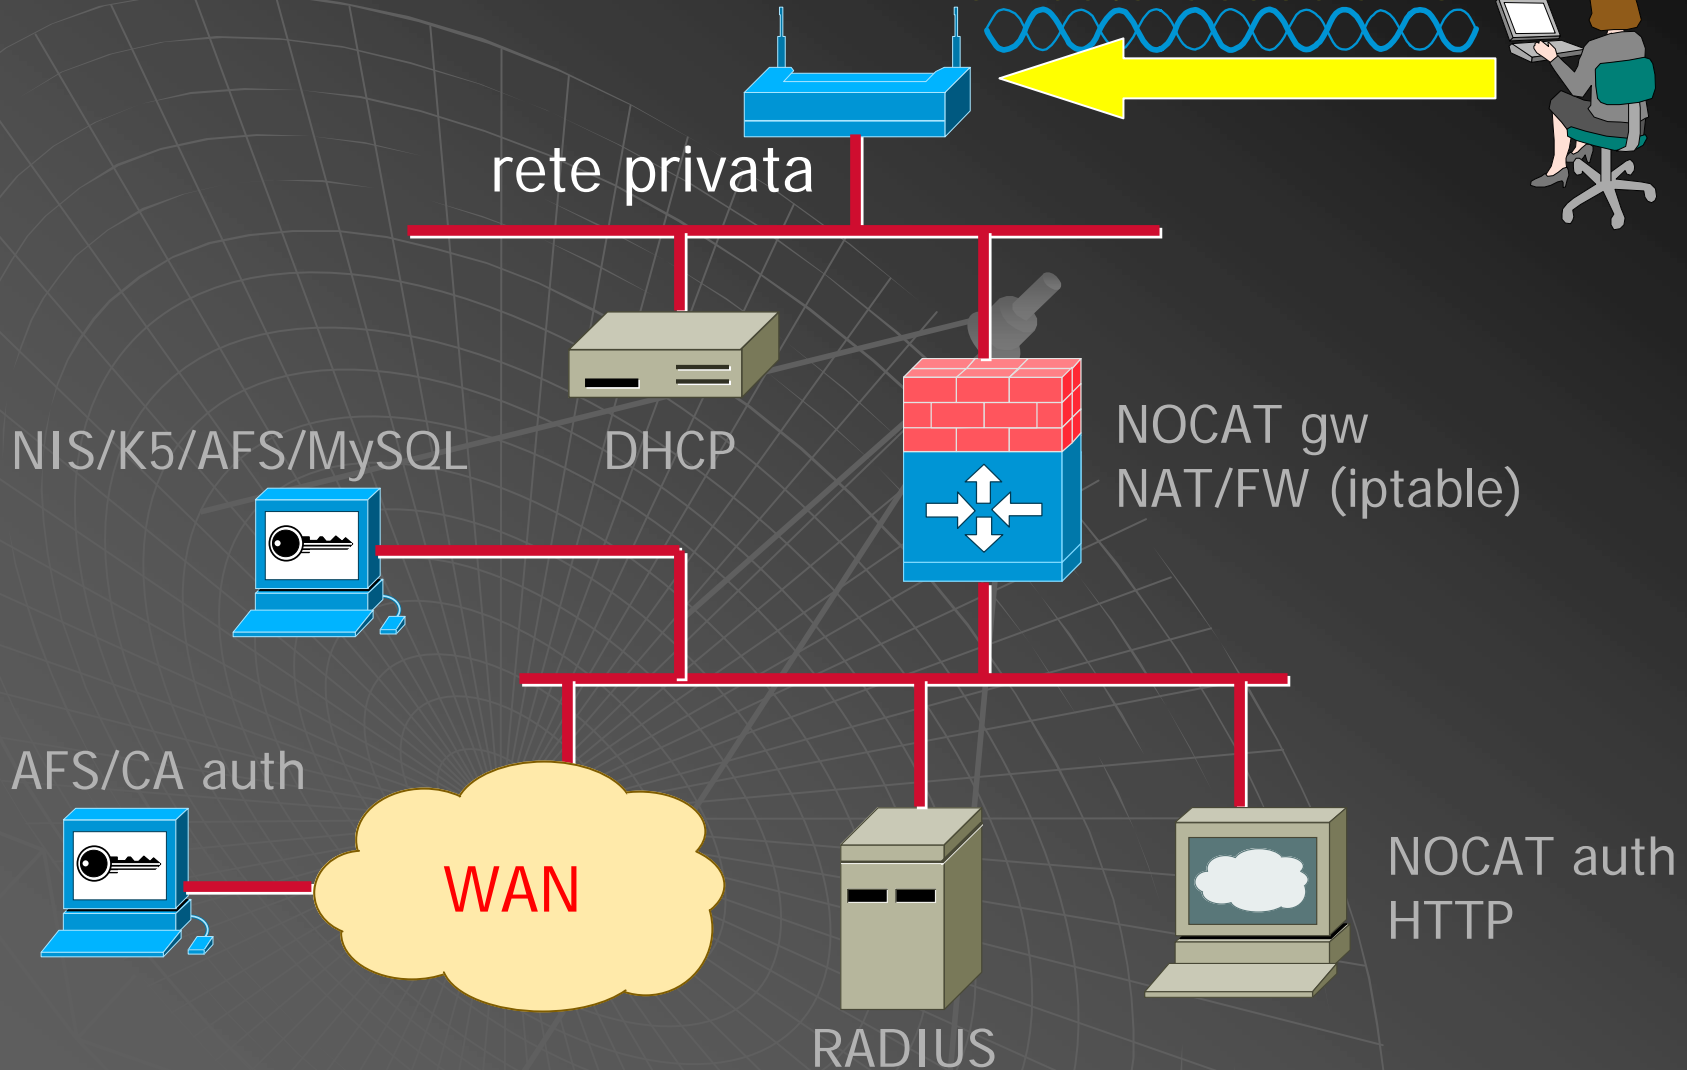 rete privata
NIS/K5/AFS/MySQL
DHCP
NOCAT gw
NAT/FW (iptable)
AFS/CA auth
WAN
NOCAT auth
HTTP
RADIUS